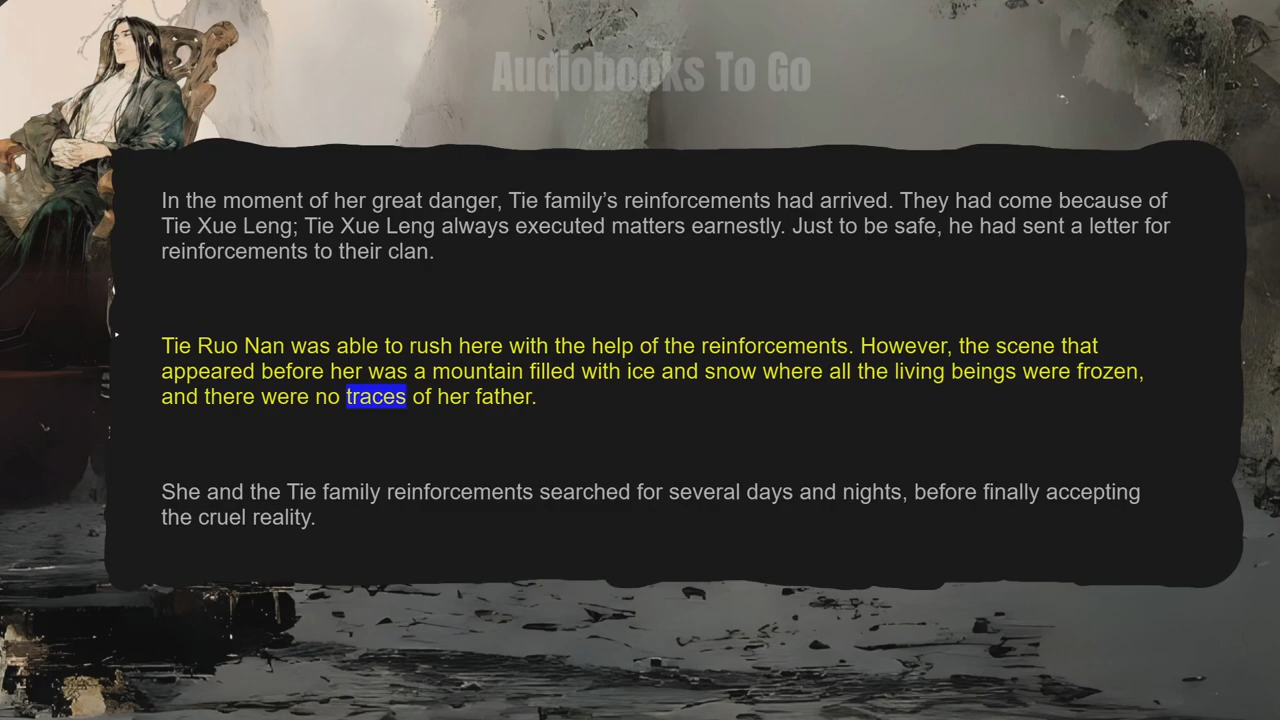 Audiobooks To Go
In the moment of her great danger, Tie family’s reinforcements had arrived. They had come because of
Tie Xue Leng; Tie Xue Leng always executed matters earnestly. Just to be safe, he had sent a letter for
reinforcements to their clan.
Tie Ruo Nan was able to rush here with the help of the reinforcements. However, the scene that
appeared before her was a mountain filled with ice and snow where all the living beings were frozen,
and there were no traces of her father.
She and the Tie family reinforcements searched for several days and nights, before finally accepting
the cruel reality.